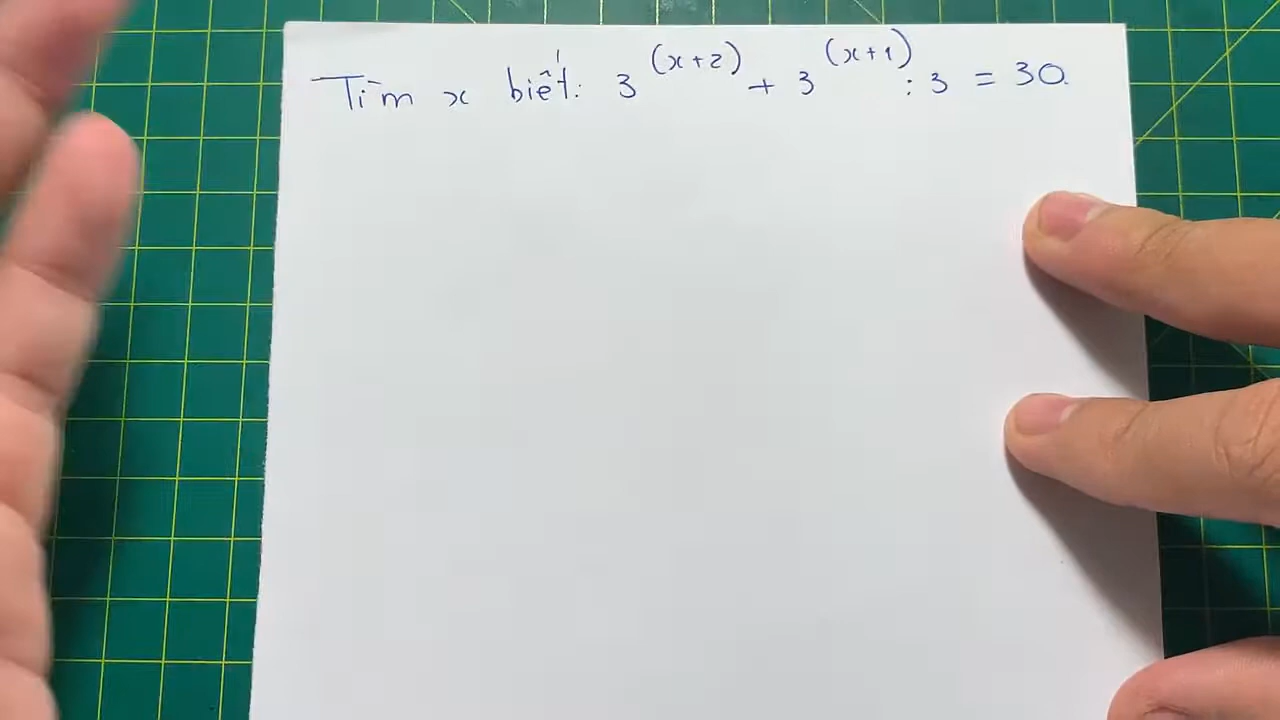 Tìm x biết: 3^(x+2) + 3^(x+1) : 3 = 30.